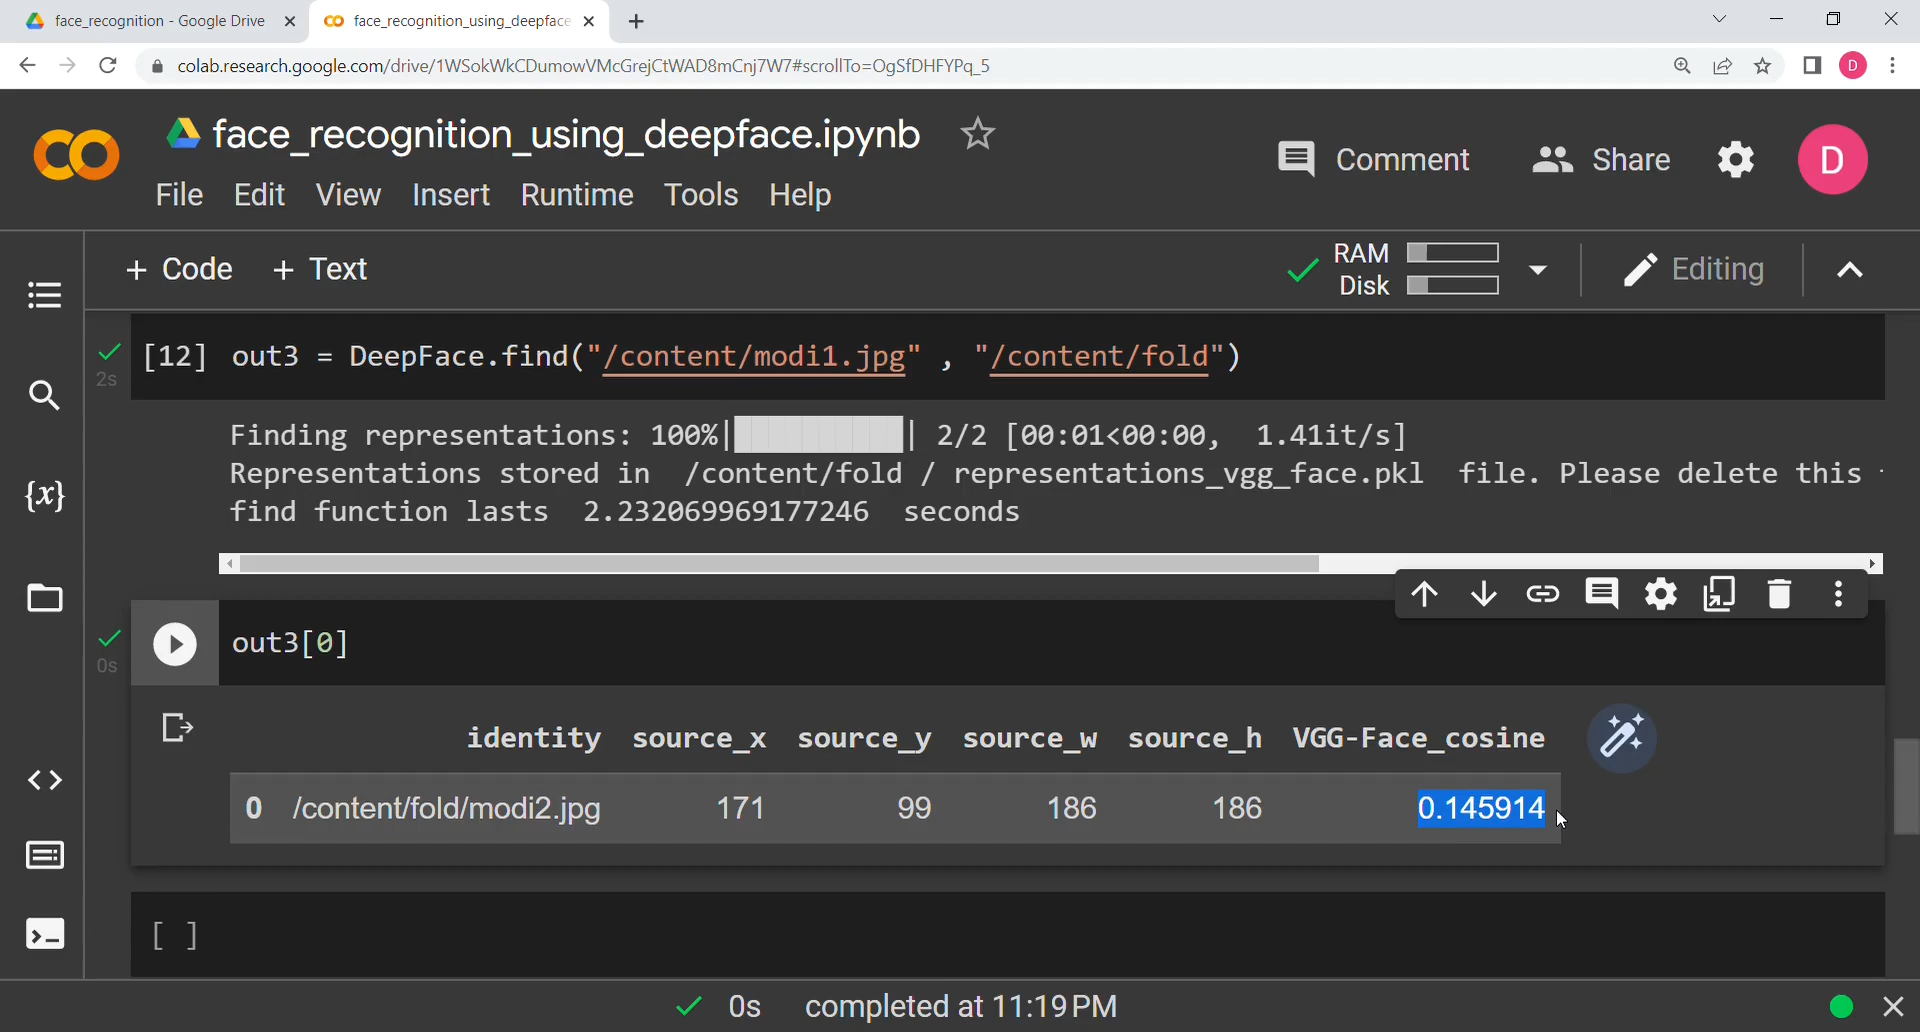 face_recognition - Google Drive
face_recognition_using_deepface
colab.research.google.com/drive/1WSokWkCDumowVMcGrejCtWAD8mCnj7W7#scrollTo=OgSfDHFYPq_5
D
face_recognition_using_deepface.ipynb
Comment
Share
D
File Edit View Insert Runtime Tools Help
+ Code + Text
RAM
Disk
Editing
[12] out3 = DeepFace.find("/content/modi1.jpg" , "/content/fold")
2s
Finding representations: 100%| | 2/2 [00:01<00:00, 1.41it/s]
Representations stored in /content/fold / representations_vgg_face.pkl file. Please delete this
find function lasts 2.232069969177246 seconds
{x}
out3[0]
0s
identity source_x source_y source_w source_h VGG-Face_cosine
0 /content/fold/modi2.jpg 171 99 186 186 0.145914
[ ]
0s completed at 11:19 PM